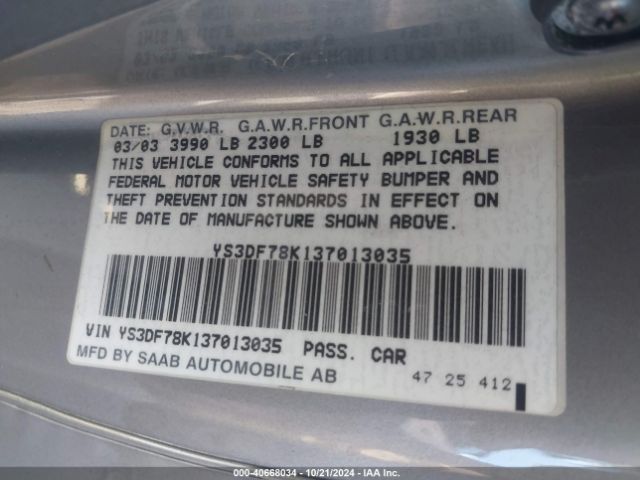 DATE: G.V.W.R. G.A.W.R.FRONT G.A.W.R.REAR
03/03 3990 LB 2300 LB 1930 LB
THIS VEHICLE CONFORMS TO ALL APPLICABLE
FEDERAL MOTOR VEHICLE SAFETY BUMPER AND
THEFT PREVENTION STANDARDS IN EFFECT ON
THE DATE OF MANUFACTURE SHOWN ABOVE.
YS3DF78K137013035
VIN YS3DF78K137013035 PASS. CAR
MFD BY SAAB AUTOMOBILE AB
47 25 412
000-40668034 - 10/21/2024 - IAA Inc.